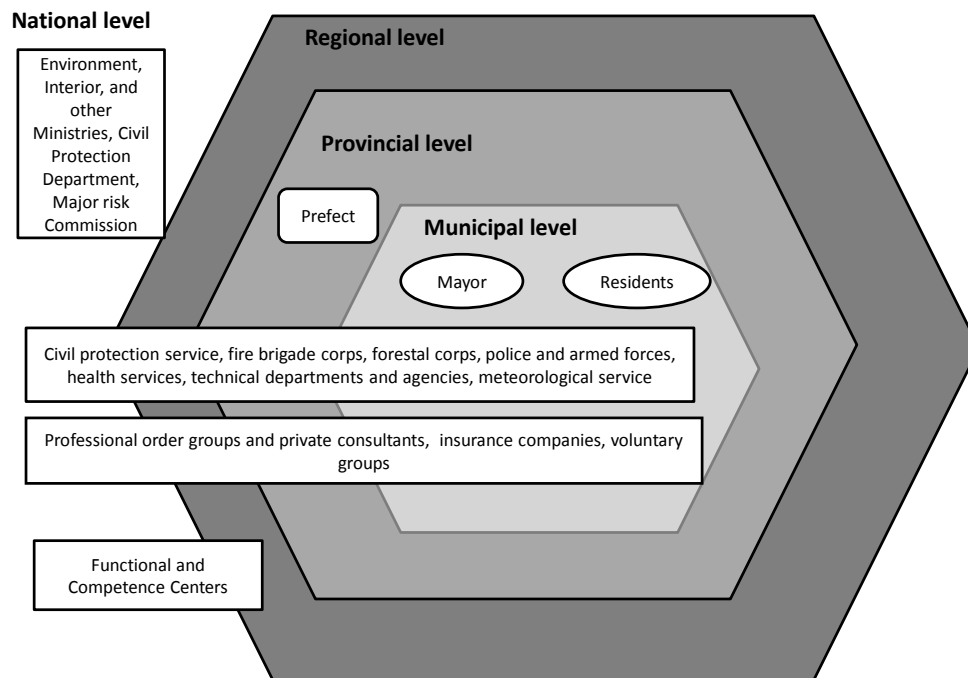 National level
Environment,
Interior, and
other
Ministries, Civil
Protection
Department,
Major risk
Commission
Regional level
Provincial level
Prefect
Municipal level
Mayor
Residents
Civil protection service, fire brigade corps, forestal corps, police and armed forces,
health services, technical departments and agencies, meteorological service
Professional order groups and private consultants, insurance companies, voluntary
groups
Functional and
Competence Centers